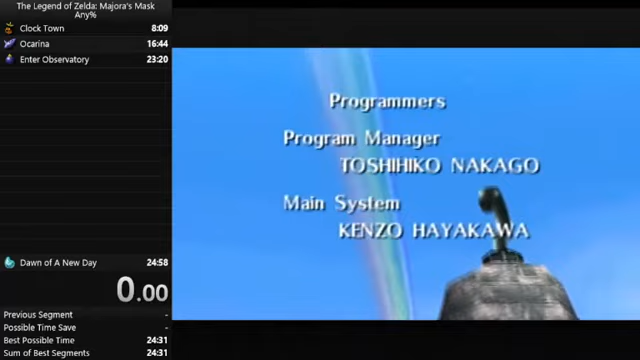 The Legend of Zelda: Majora's Mask
Any%
Clock Town 8:09
Ocarina 16:44
Enter Observatory 23:20
Programmers
Program Manager
TOSHIHIKO NAKAGO
Main System
KENZO HAYAKAWA
Dawn of A New Day 24:58
0.00
Previous Segment -
Possible Time Save -
Best Possible Time 24:31
Sum of Best Segments 24:31